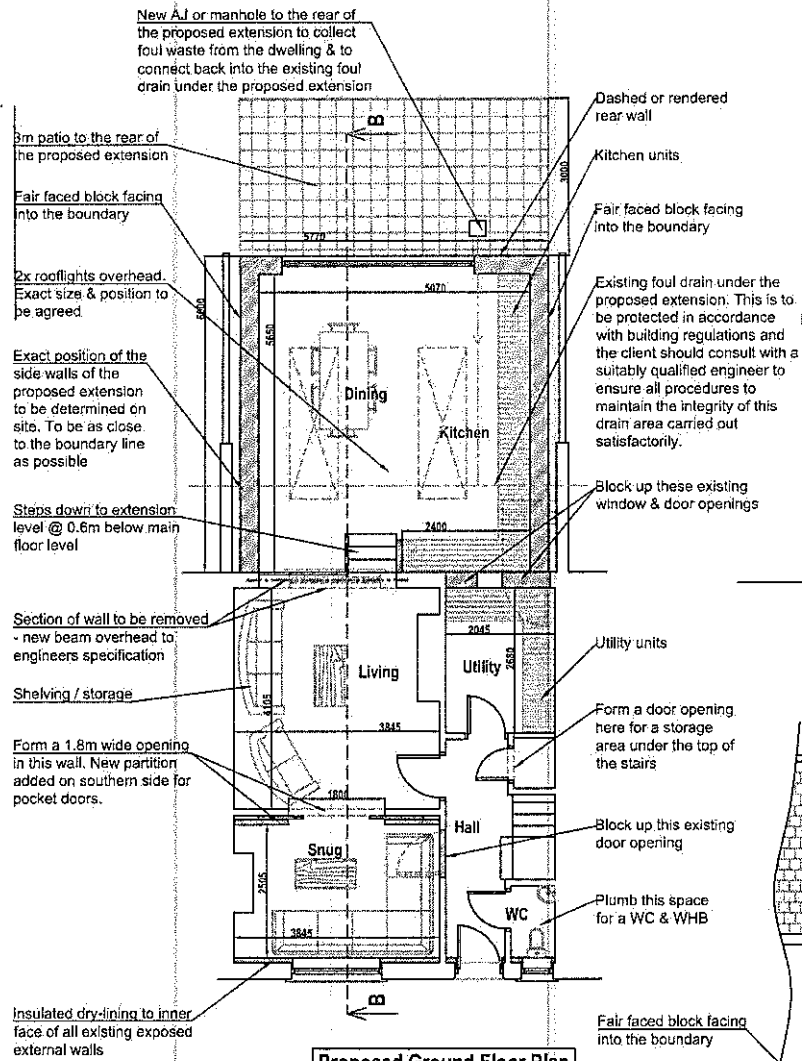 New AJ or manhole to the rear of
the proposed extension to collect
foul waste from the dwelling & to
connect back into the existing foul
drain under the proposed extension
B
3m patio to the rear of
the proposed extension
Fair faced block facing
into the boundary
2x rooflights overhead.
Exact size & position to
be agreed
Exact position of the
side walls of the
proposed extension
to be determined on
site. To be as close
to the boundary line
as possible
Steps down to extension
level @ 0.6m below main
floor level
Section of wall to be removed
- new beam overhead to
engineers specification
Shelving / storage
Form a 1.8m wide opening
in this wall. New partition
added on southern side for
pocket doors.
Insulated dry-lining to inner
face of all existing exposed
external walls
Dashed or rendered
rear wall
Kitchen units
Fair faced block facing
into the boundary
Existing foul drain under the
proposed extension. This is to
be protected in accordance
with building regulations and
the client should consult with a
suitably qualified engineer to
ensure all procedures to
maintain the integrity of this
drain area carried out
satisfactorily.
Block up these existing
window & door openings
Utility units
Form a door opening
here for a storage
area under the top of
the stairs
Block up this existing
door opening
Plumb this space
for a WC & WHB
Fair faced block facing
into the boundary
3000
5770
5070
6000
5650
Dining
Kitchen
2400
2045
2680
Utility
Living
4105
3845
1800
Hall
Snug
2505
3845
WC
B
Proposed Ground Floor Plan